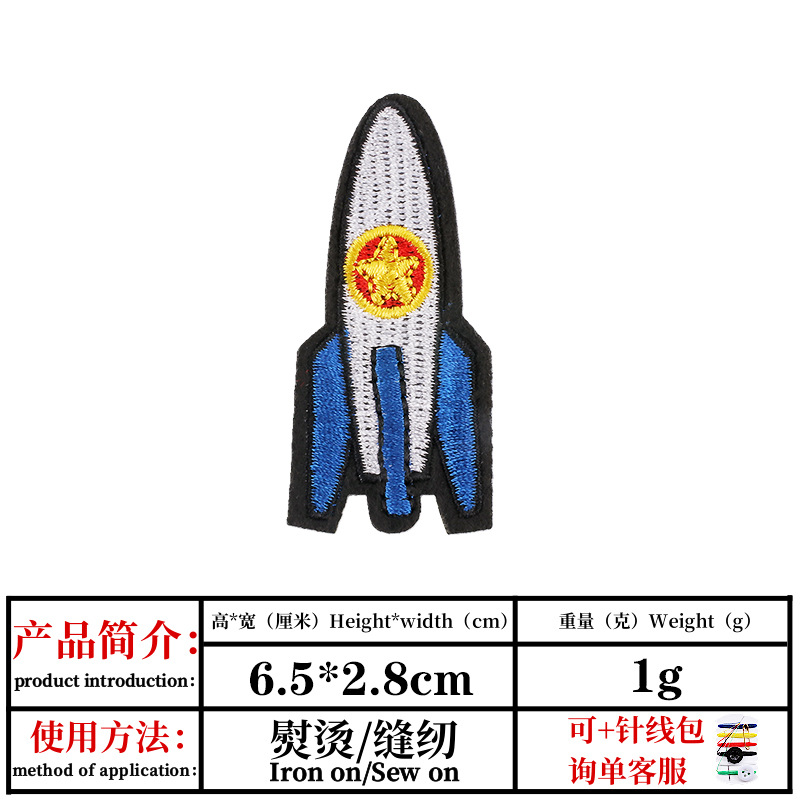 产品简介：
product introduction：
高*宽（厘米）Height*width（cm）
6.5*2.8cm
重量（克）Weight（g）
1g
使用方法：
method of application：
熨烫/缝纫
Iron on/Sew on
可+针线包
询单客服